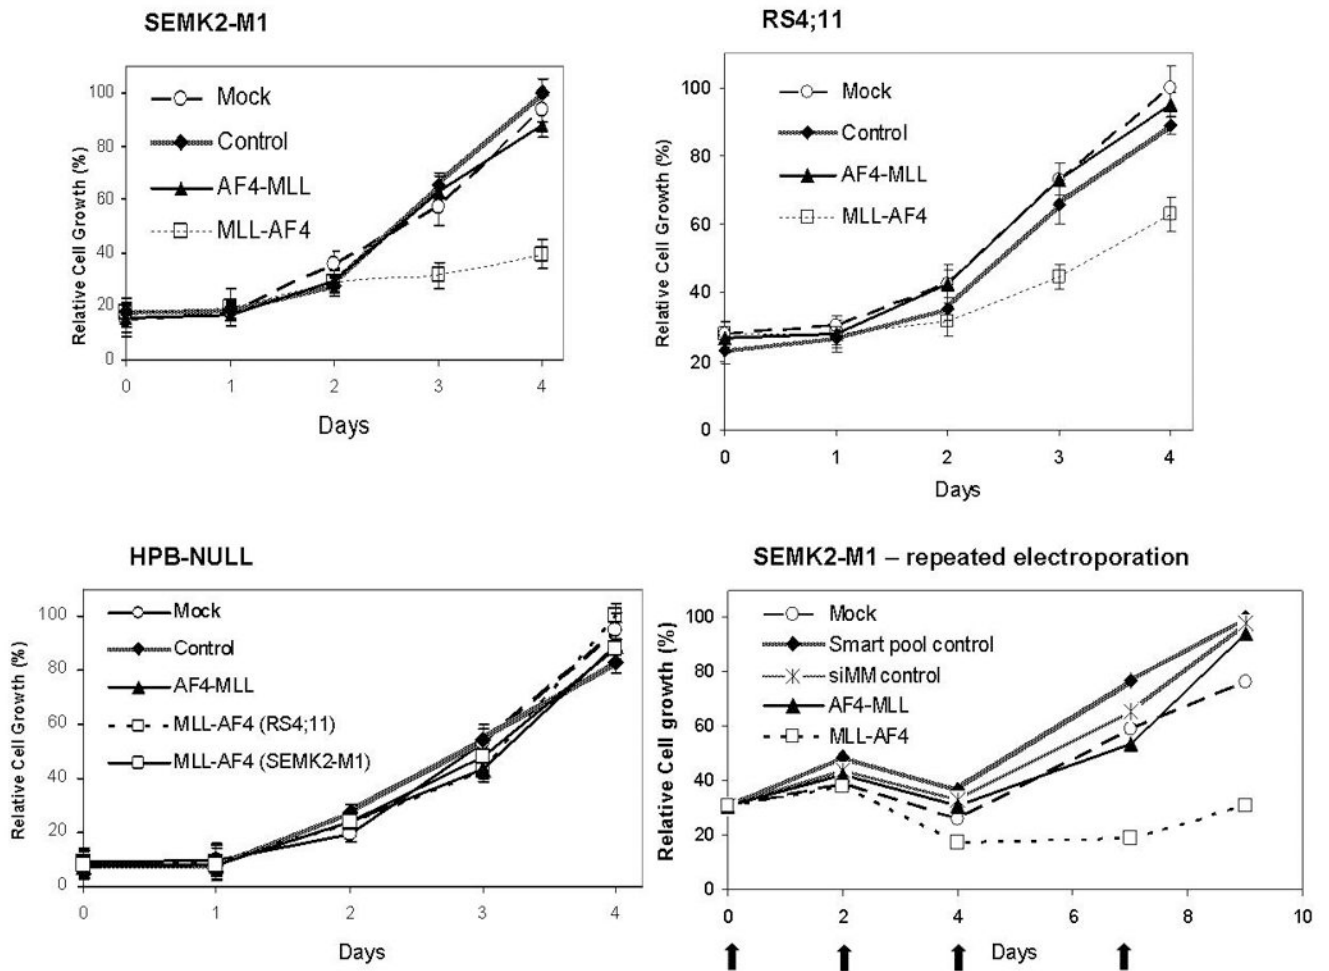 SEMK2-M1
Relative Cell Growth (%)
100
80
60
40
20
0
Mock
Control
AF4-MLL
MLL-AF4
0 1 2 3 4
Days
RS4;11
Relative Cell Growth (%)
100
80
60
40
20
0
Mock
Control
AF4-MLL
MLL-AF4
0 1 2 3 4
Days
HPB-NULL
Relative Cell Growth (%)
100
80
60
40
20
0
Mock
Control
AF4-MLL
MLL-AF4 (RS4;11)
MLL-AF4 (SEMK2-M1)
0 1 2 3 4
Days
SEMK2-M1 – repeated electroporation
Relative Cell growth (%)
100
80
60
40
20
0
Mock
Smart pool control
siMM control
AF4-MLL
MLL-AF4
0 2 4 6 8 10
Days